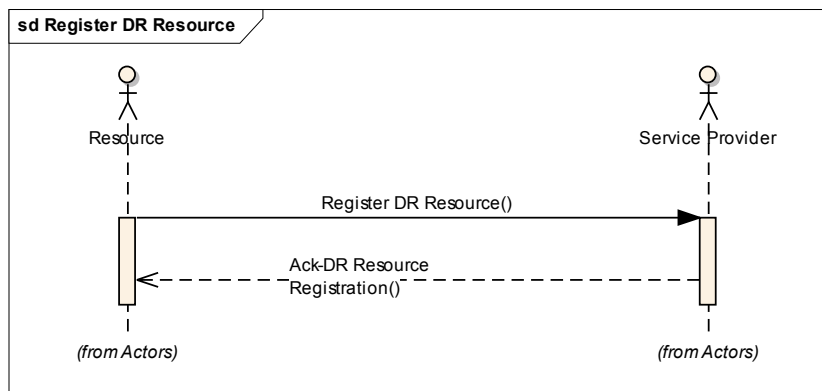 sd Register DR Resource
Resource
Service Provider
Register DR Resource()
Ack-DR Resource
Registration()
(from Actors)
(from Actors)